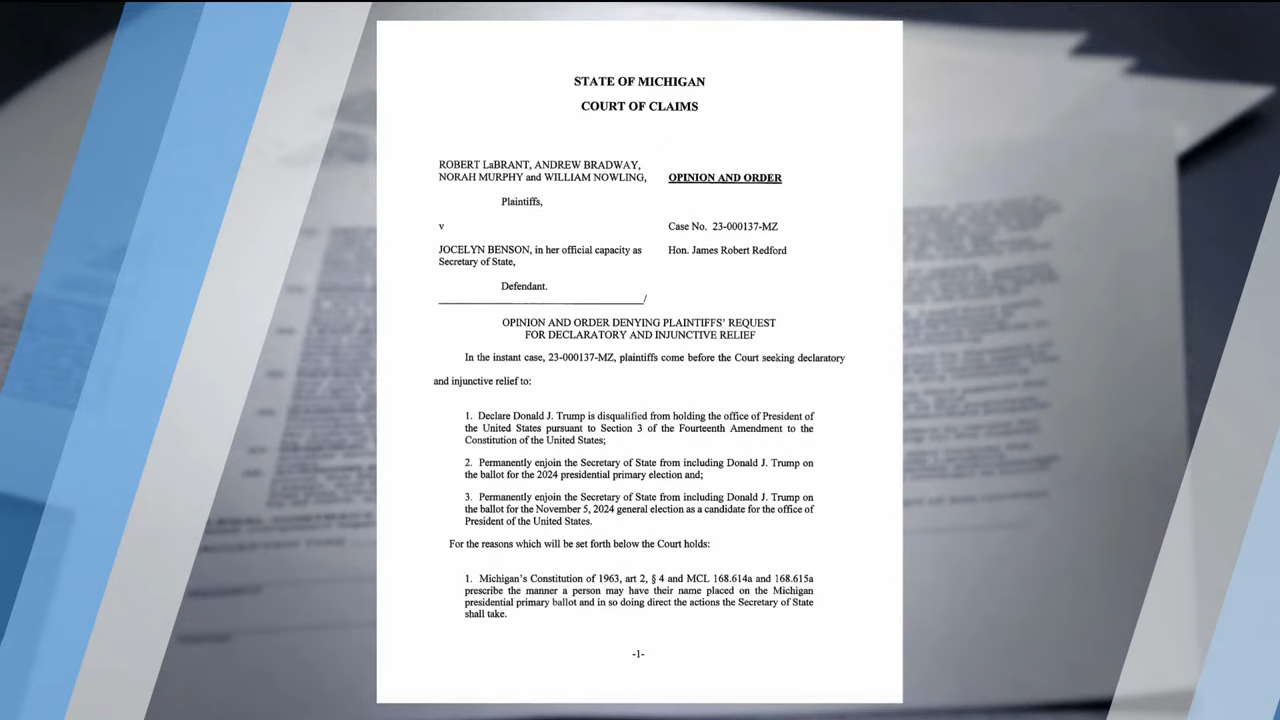 STATE OF MICHIGAN
COURT OF CLAIMS
ROBERT LaBRANT, ANDREW BRADWAY,
NORAH MURPHY and WILLIAM NOWLING,
OPINION AND ORDER
Plaintiffs,
v
Case No. 23-000137-MZ
JOCELYN BENSON, in her official capacity as
Secretary of State,
Hon. James Robert Redford
Defendant.
/
OPINION AND ORDER DENYING PLAINTIFFS' REQUEST
FOR DECLARATORY AND INJUNCTIVE RELIEF
In the instant case, 23-000137-MZ, plaintiffs come before the Court seeking declaratory
and injunctive relief to:
1. Declare Donald J. Trump is disqualified from holding the office of President of
the United States pursuant to Section 3 of the Fourteenth Amendment to the
Constitution of the United States;
2. Permanently enjoin the Secretary of State from including Donald J. Trump on
the ballot for the 2024 presidential primary election and;
3. Permanently enjoin the Secretary of State from including Donald J. Trump on
the ballot for the November 5, 2024 general election as a candidate for the office of
President of the United States.
For the reasons which will be set forth below the Court holds:
1. Michigan's Constitution of 1963, art 2, § 4 and MCL 168.614a and 168.615a
prescribe the manner a person may have their name placed on the Michigan
presidential primary ballot and in so doing direct the actions the Secretary of State
shall take.
-1-